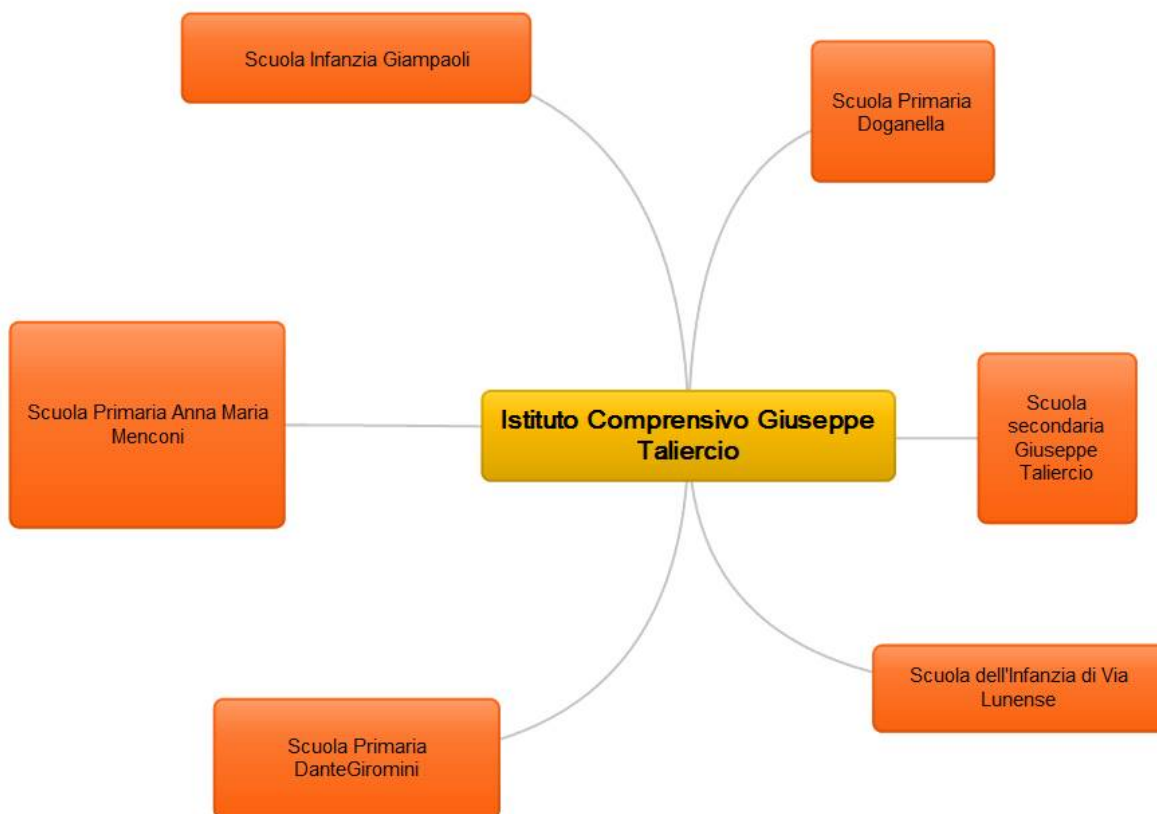 Scuola Infanzia Giampaoli
Scuola Primaria
Doganella
Scuola Primaria Anna Maria
Menconi
Istituto Comprensivo Giuseppe
Taliercio
Scuola
secondaria
Giuseppe
Taliercio
Scuola dell'Infanzia di Via
Lunense
Scuola Primaria
DanteGiromini